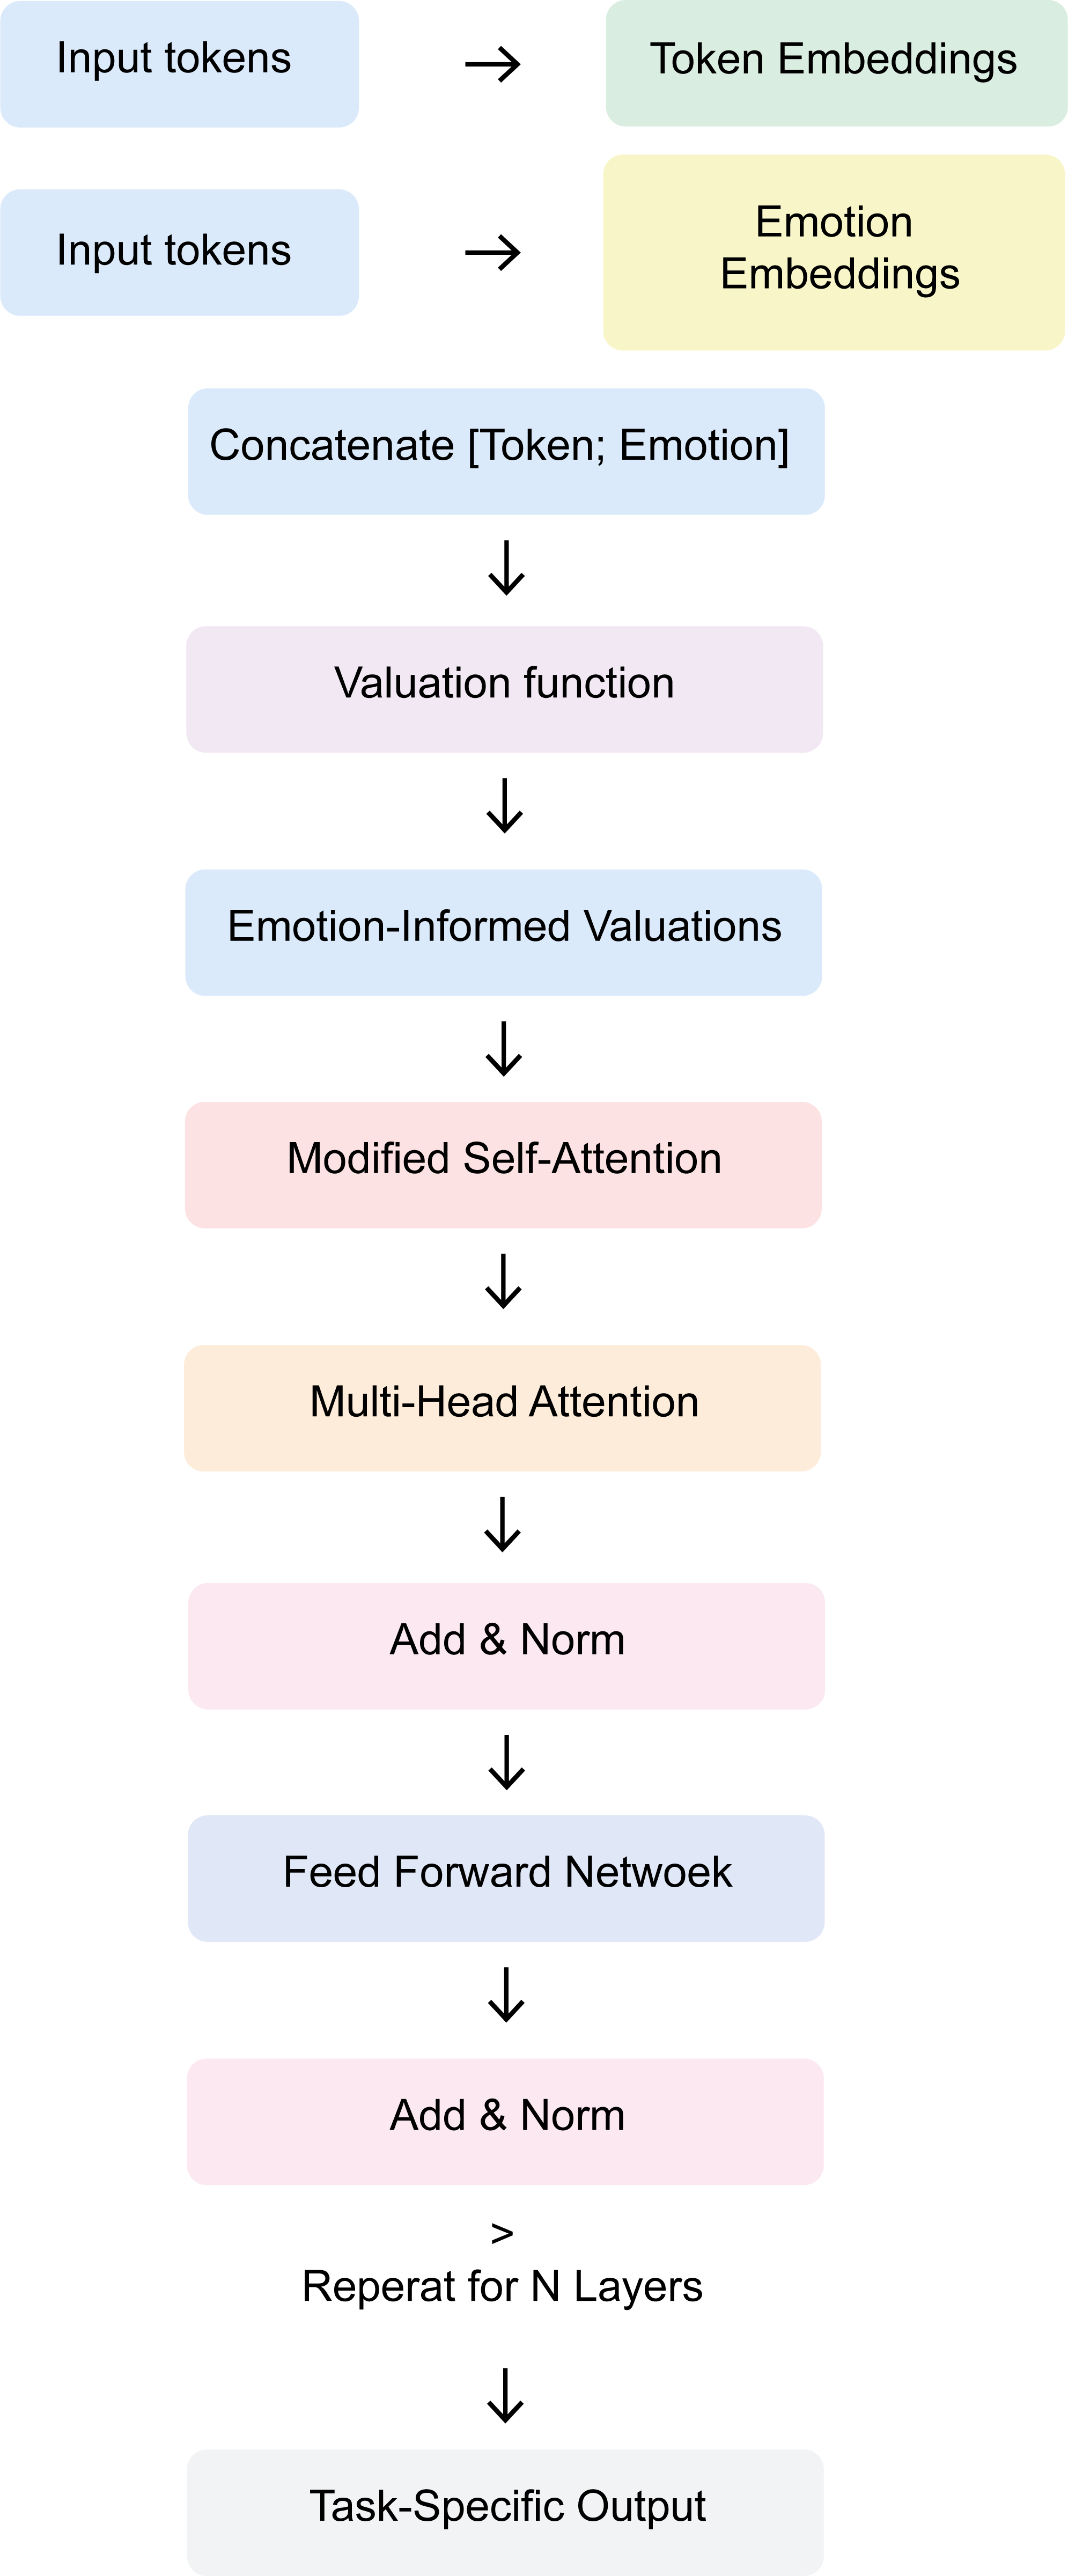 Input tokens → Token Embeddings
Input tokens → Emotion
Embeddings
Concatenate [Token; Emotion]
Valuation function
Emotion-Informed Valuations
Modified Self-Attention
Multi-Head Attention
Add & Norm
Feed Forward Netwoek
Add & Norm
>
Reperat for N Layers
Task-Specific Output